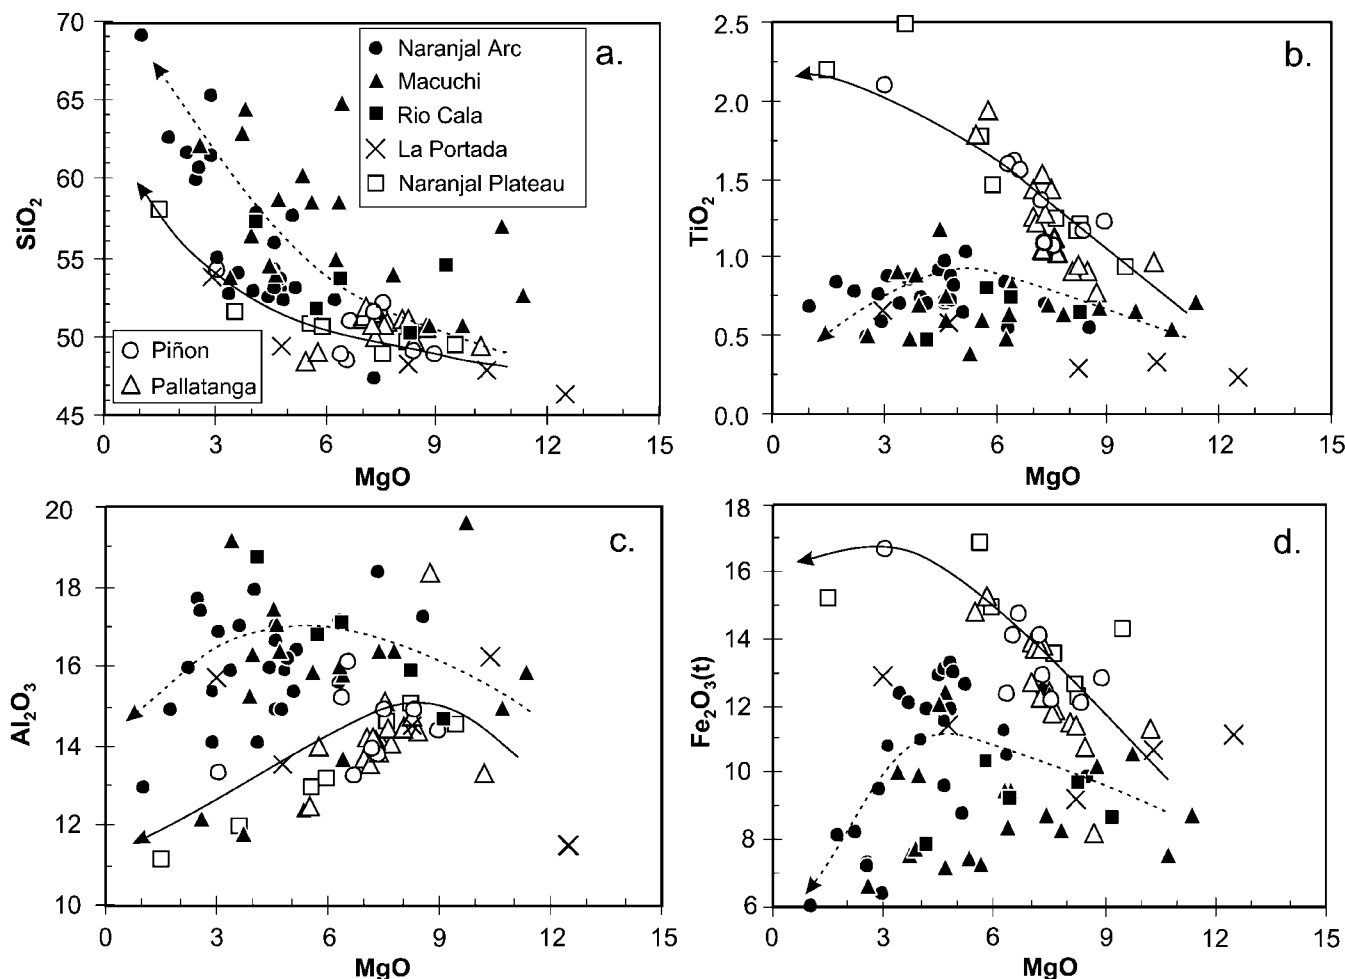 70
65
60
55
50
45
SiO2
0
3
6
9
12
15
MgO
a.
Naranjal Arc
Macuchi
Rio Cala
La Portada
Naranjal Plateau
Piñon
Pallatanga
2.5
2.0
1.5
1.0
0.5
0.0
TiO2
0
3
6
9
12
15
MgO
b.
20
18
16
14
12
10
Al2O3
0
3
6
9
12
15
MgO
c.
18
16
14
12
10
8
6
Fe2O3(t)
0
3
6
9
12
15
MgO
d.